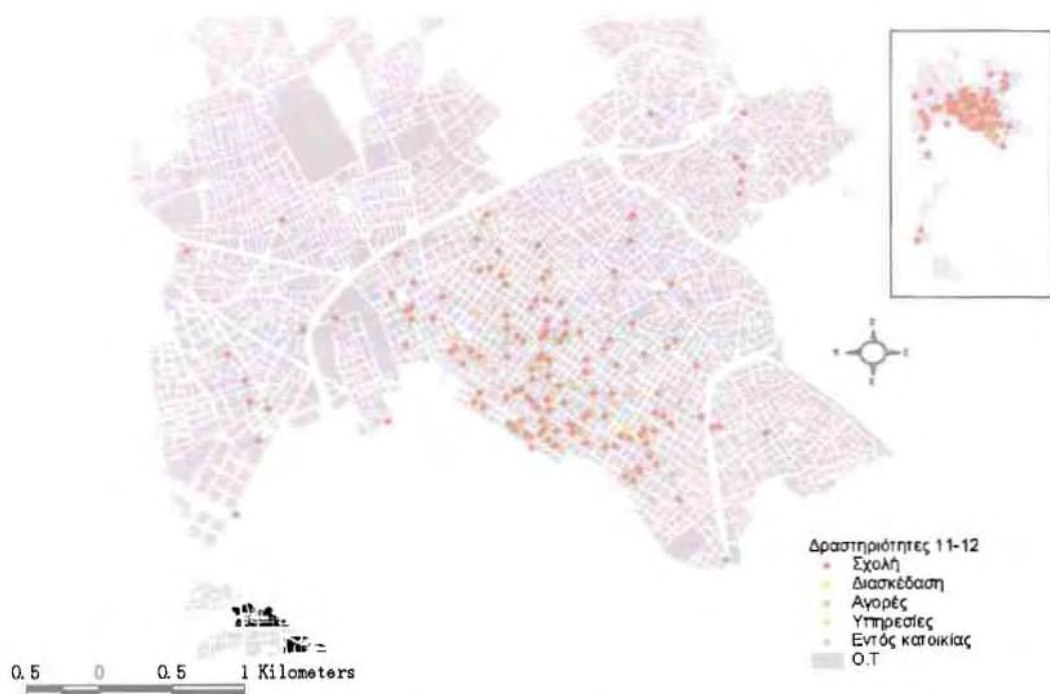 Δραστηριότητες 11-12
Σχολή
Διασκέδαση
Αγορές
Υπηρεσίες
Εντός κατοικίας
Ο.Τ
0.5 0 0.5 1 Kilometers